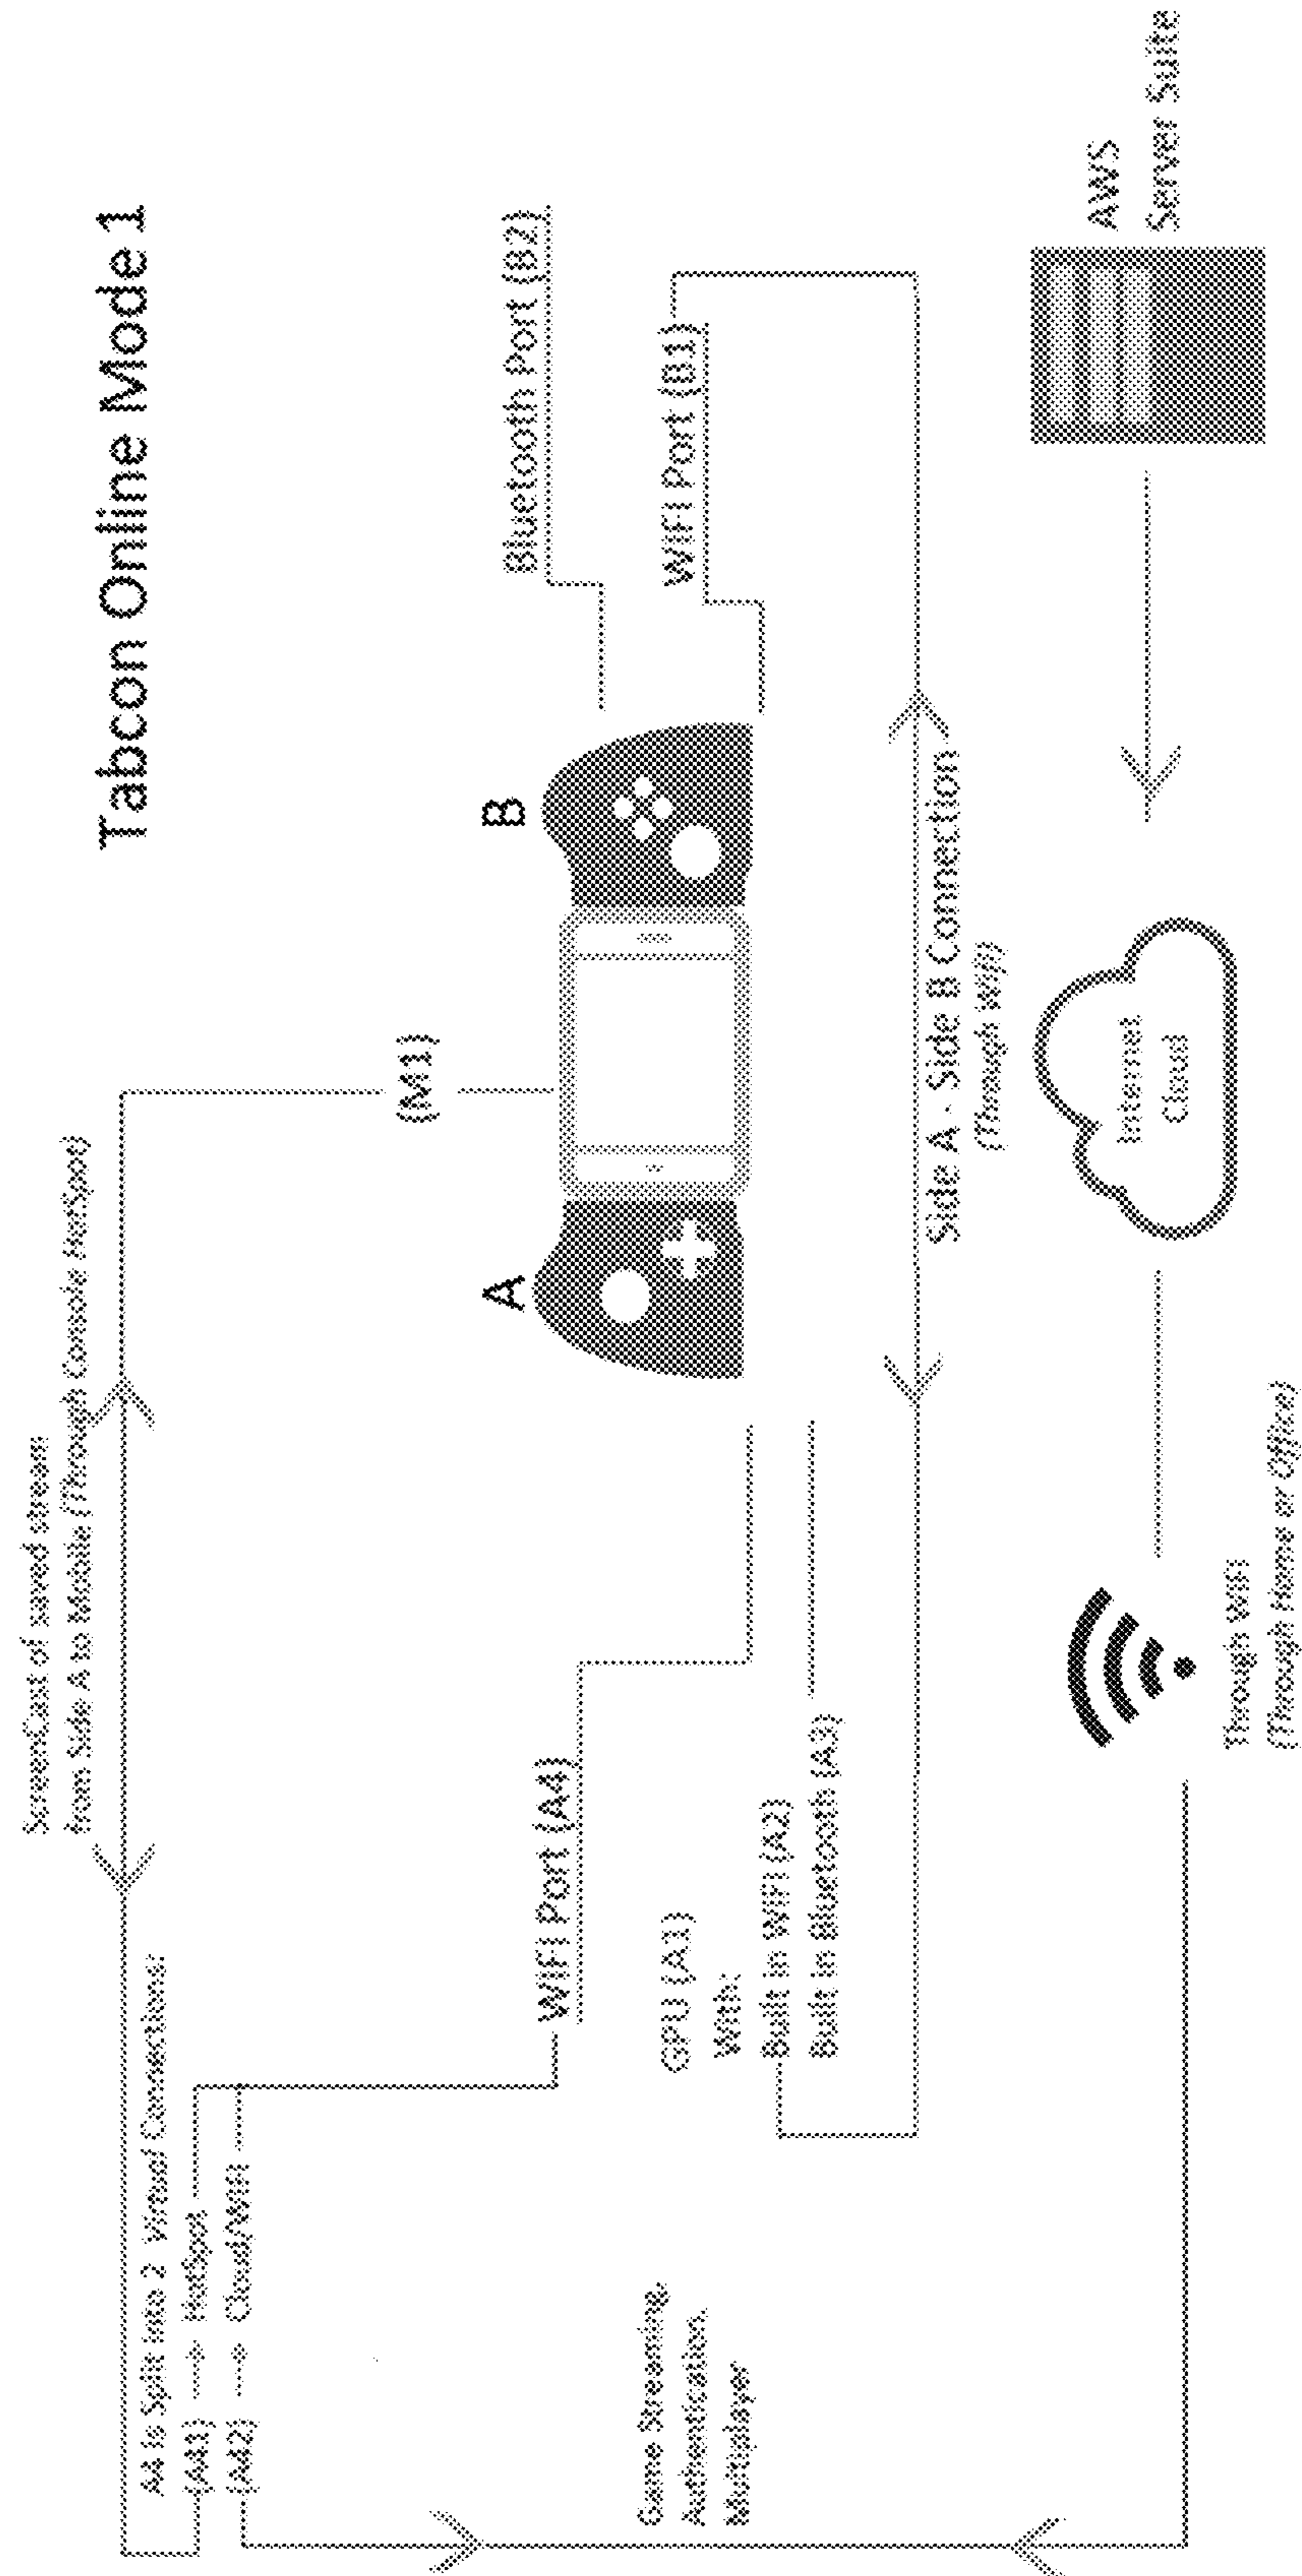 Tabcon Online Mode 1
ScreenCast of saved stream
from Side A to Mobile (Through Console HotSpot)
A4 is Split into 2 Virtual Connections:
(A41) → HotSpot
(A42) → Cloud/WIFI
(M1)
A
B
Bluetooth Port (B2)
WIFI Port (B1)
WIFI Port (A4)
GPU (A1)
With:
Built in WIFI (A2)
Built in Bluetooth (A3)
Side A - Side B Connection
(Through Wifi)
Game Streaming,
Authentication,
Multiplayer
Through WIFI
(Through Home or Office)
Internet
Cloud
AWS
Server Suite